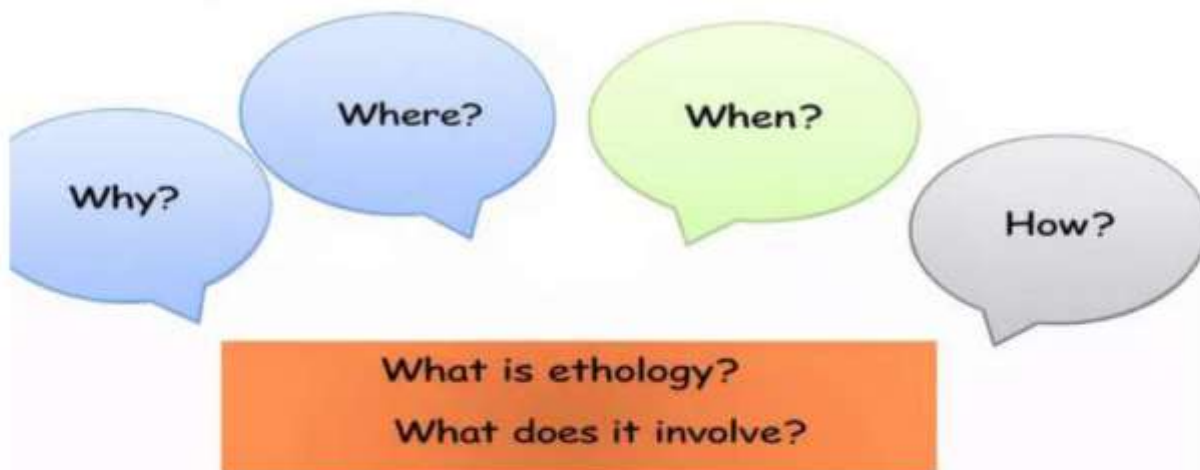 Why?
Where?
When?
How?
What is ethology?
What does it involve?